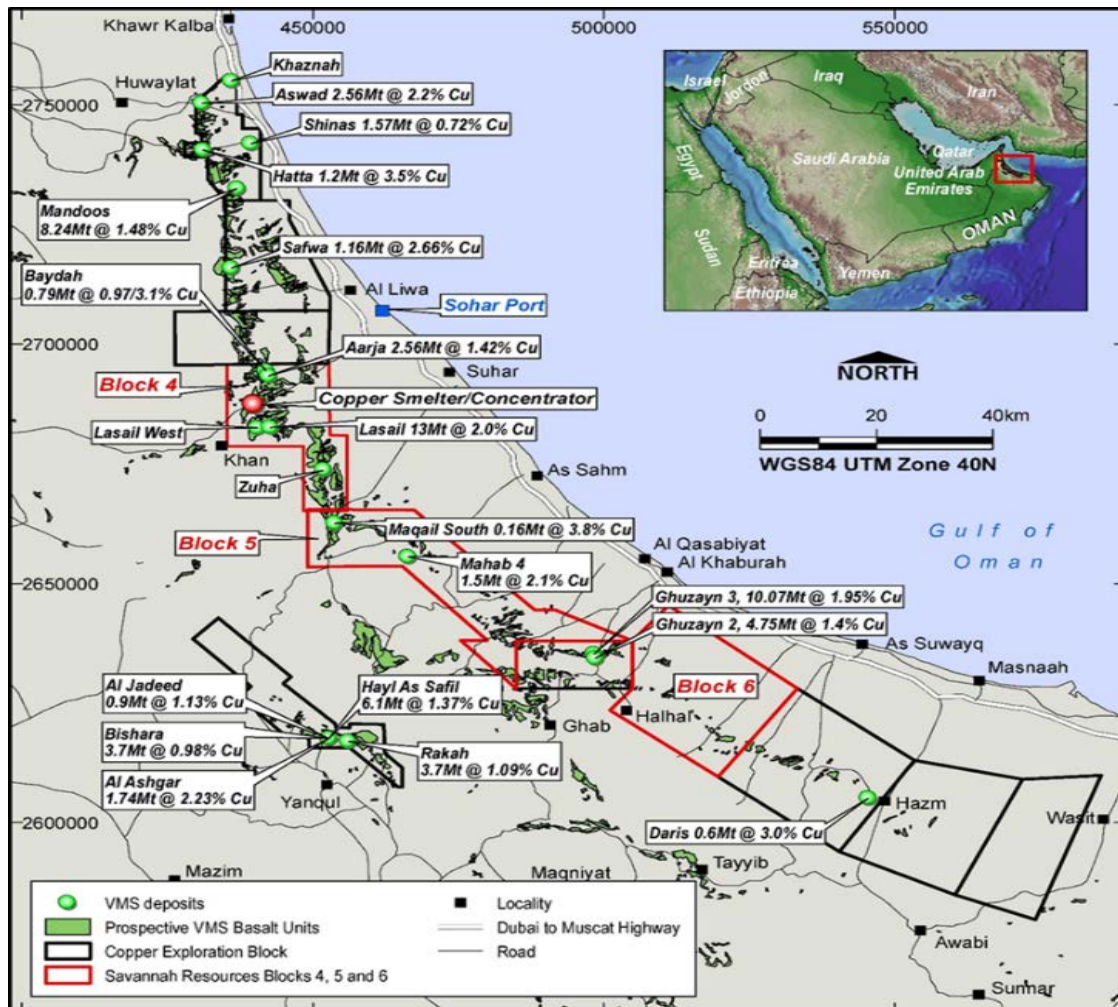 450000
500000
550000
Khawr Kalba
Khaznah
Huwaylat
Aswad 2.56Mt @ 2.2% Cu
2750000
Shinas 1.57Mt @ 0.72% Cu
Hatta 1.2Mt @ 3.5% Cu
Mandoos
8.24Mt @ 1.48% Cu
Safwa 1.16Mt @ 2.66% Cu
Baydah
0.79Mt @ 0.97/3.1% Cu
Al Liwa
Sohar Port
2700000
Aarja 2.56Mt @ 1.42% Cu
Suhar
Block 4
Copper Smelter/Concentrator
Lasail West
Lasail 13Mt @ 2.0% Cu
Khan
Zuha
As Sahm
Israel
Jordon
Iraq
Iran
Egypt
Saudi Arabia
Qatar
United Arab
Emirates
OMAN
Sudan
Eritrea
Yemen
Ethiopia
NORTH
0
20
40km
WGS84 UTM Zone 40N
Maqail South 0.16Mt @ 3.8% Cu
Block 5
Mahab 4
1.5Mt @ 2.1% Cu
Al Qasabiyat
Al Khaburah
Gulf of
Oman
2650000
Ghuzayn 3, 10.07Mt @ 1.95% Cu
Ghuzayn 2, 4.75Mt @ 1.4% Cu
As Suwayq
Masnaah
Block 6
Al Jadeed
0.9Mt @ 1.13% Cu
Hayl As Safil
6.1Mt @ 1.37% Cu
Ghab
Halhal
Bishara
3.7Mt @ 0.98% Cu
Rakah
3.7Mt @ 1.09% Cu
Al Ashgar
1.74Mt @ 2.23% Cu
Yanqul
Hazm
Wasit
2600000
Daris 0.6Mt @ 3.0% Cu
Mazim
Maqniyat
Tayyib
Awabi
Sumar
VMS deposits
Prospective VMS Basalt Units
Copper Exploration Block
Savannah Resources Blocks 4, 5 and 6
Locality
Dubai to Muscat Highway
Road